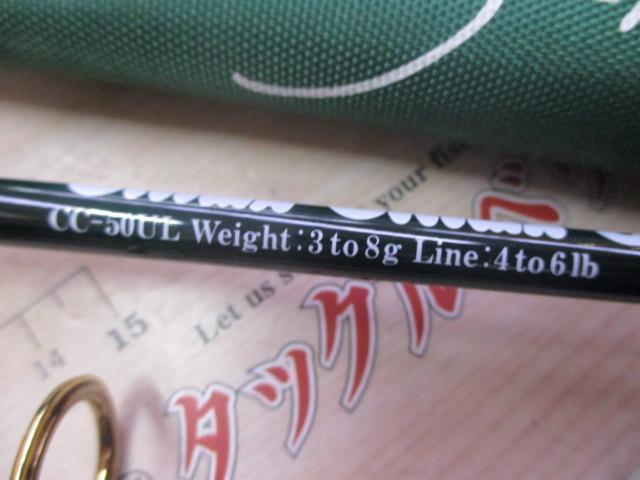 CC-50UL Weight:3 to 8g Line:4 to 6lb
your fis
Let us s
14 15
タックル